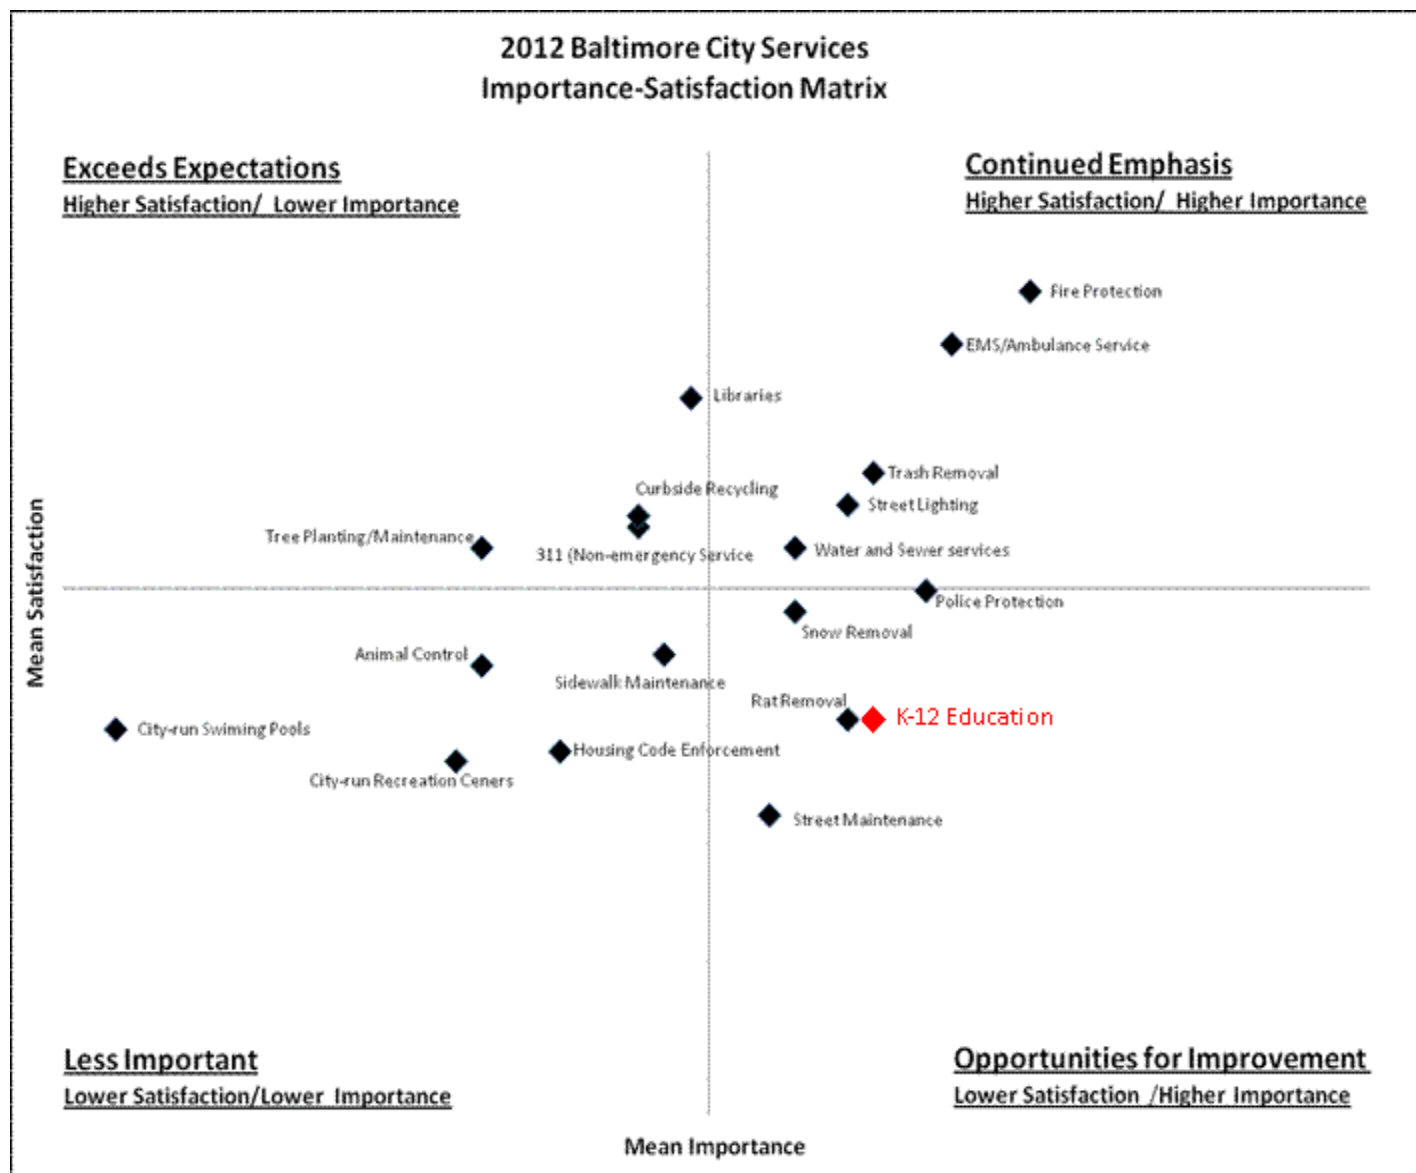 2012 Baltimore City Services
Importance-Satisfaction Matrix
Exceeds Expectations
Higher Satisfaction/ Lower Importance
Continued Emphasis
Higher Satisfaction/ Higher Importance
Fire Protection
EMS/Ambulance Service
Libraries
Trash Removal
Curbside Recycling
Street Lighting
Tree Planting/Maintenance
311 (Non-emergency Service
Water and Sewer services
Mean Satisfaction
Police Protection
Snow Removal
Animal Control
Sidewalk Maintenance
Rat Removal
K-12 Education
City-run Swiming Pools
Housing Code Enforcement
City-run Recreation Ceners
Street Maintenance
Less Important
Lower Satisfaction/Lower Importance
Opportunities for Improvement
Lower Satisfaction /Higher Importance
Mean Importance